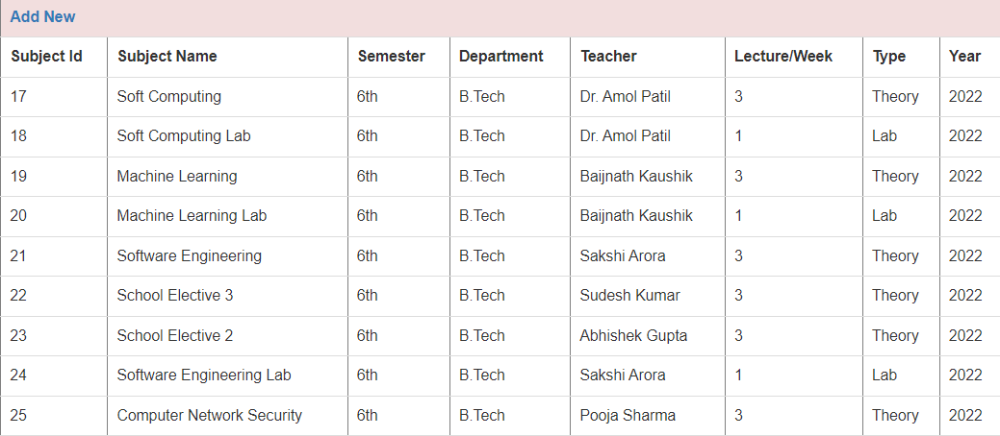 Add New
Subject Id Subject Name Semester Department Teacher Lecture/Week Type Year
17 Soft Computing 6th B.Tech Dr. Amol Patil 3 Theory 2022
18 Soft Computing Lab 6th B.Tech Dr. Amol Patil 1 Lab 2022
19 Machine Learning 6th B.Tech Baijnath Kaushik 3 Theory 2022
20 Machine Learning Lab 6th B.Tech Baijnath Kaushik 1 Lab 2022
21 Software Engineering 6th B.Tech Sakshi Arora 3 Theory 2022
22 School Elective 3 6th B.Tech Sudesh Kumar 3 Theory 2022
23 School Elective 2 6th B.Tech Abhishek Gupta 3 Theory 2022
24 Software Engineering Lab 6th B.Tech Sakshi Arora 1 Lab 2022
25 Computer Network Security 6th B.Tech Pooja Sharma 3 Theory 2022